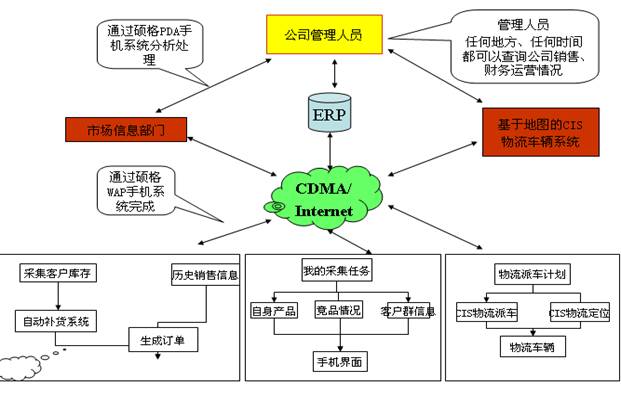 通过硕格PDA手
机系统分析处
理
公司管理人员
管理人员
任何地方、任何时间
都可以查询公司销售、
财务运营情况
ERP
市场信息部门
基于地图的CIS
物流车辆系统
通过硕格
WAP手机系
统完成
CDMA/
Internet
采集客户库存
历史销售信息
自动补货系统
生成订单
我的采集任务
自身产品
竞品情况
客户群信息
手机界面
物流派车计划
CIS物流派车
CIS物流定位
物流车辆